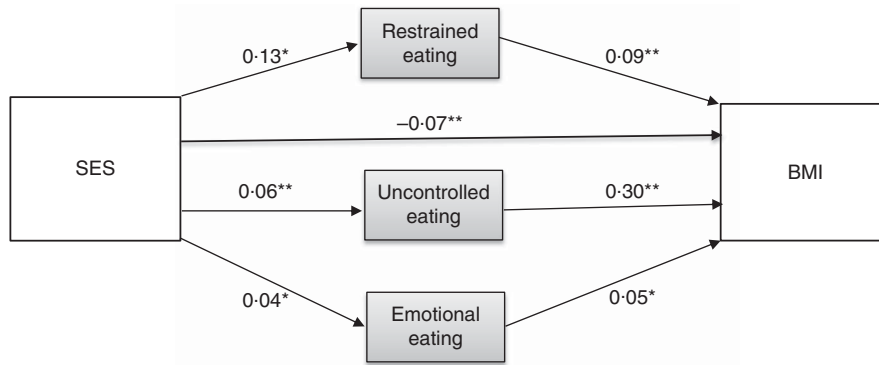 Restrained
eating
0·13*
0·09**
–0·07**
SES
BMI
0·06**
Uncontrolled
eating
0·30**
0·04*
Emotional
eating
0·05*